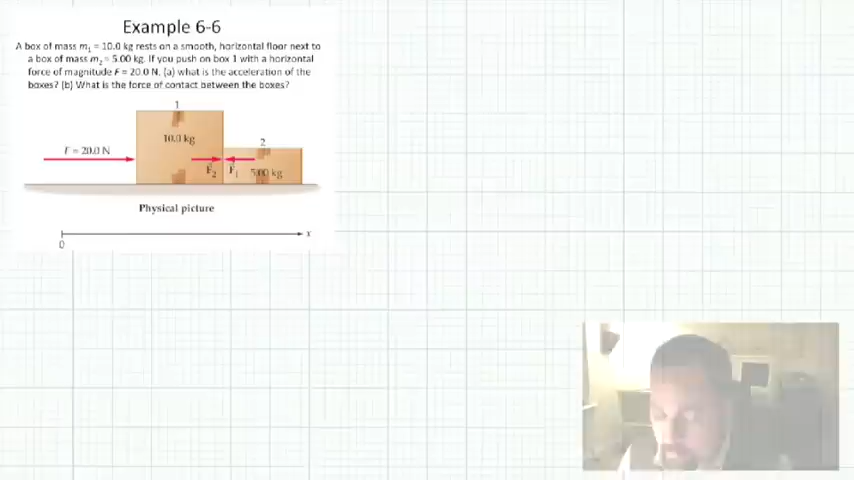 Example 6-6
A box of mass m₁ = 10.0 kg rests on a smooth, horizontal floor next to
a box of mass m₂ = 5.00 kg. If you push on box 1 with a horizontal
force of magnitude F = 20.0 N, (a) what is the acceleration of the
boxes? (b) What is the force of contact between the boxes?
1
10.0 kg
2
F = 20.0 N
F₂ F₁ 5.00 kg
Physical picture
x
0